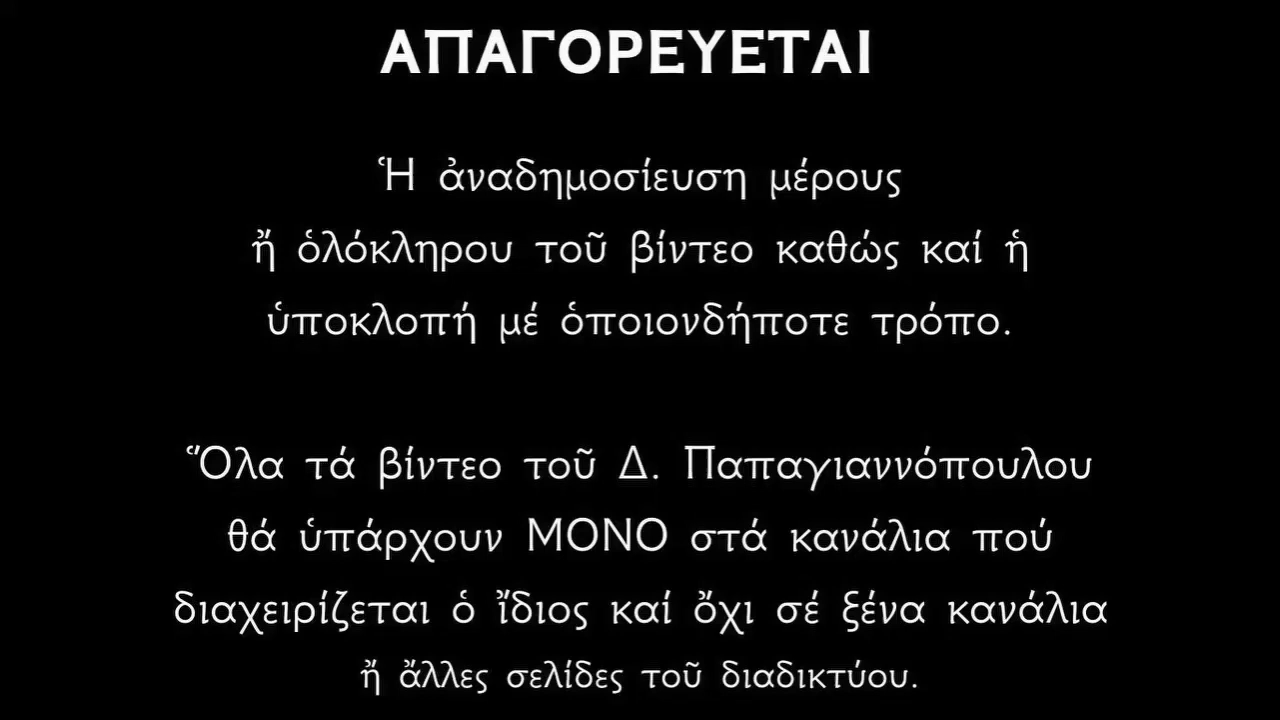 ΑΠΑΓΟΡΕΥΕΤΑΙ
Ἡ ἀναδημοσίευση μέρους
ἤ ὁλόκληρου τοῦ βίντεο καθώς καί ἡ
ὑποκλοπή μέ ὁποιονδήποτε τρόπο.
Ὅλα τά βίντεο τοῦ Δ. Παπαγιαννόπουλου
θά ὑπάρχουν ΜΟΝΟ στά κανάλια πού
διαχειρίζεται ὁ ἴδιος καί ὄχι σέ ξένα κανάλια
ἤ ἄλλες σελίδες τοῦ διαδικτύου.